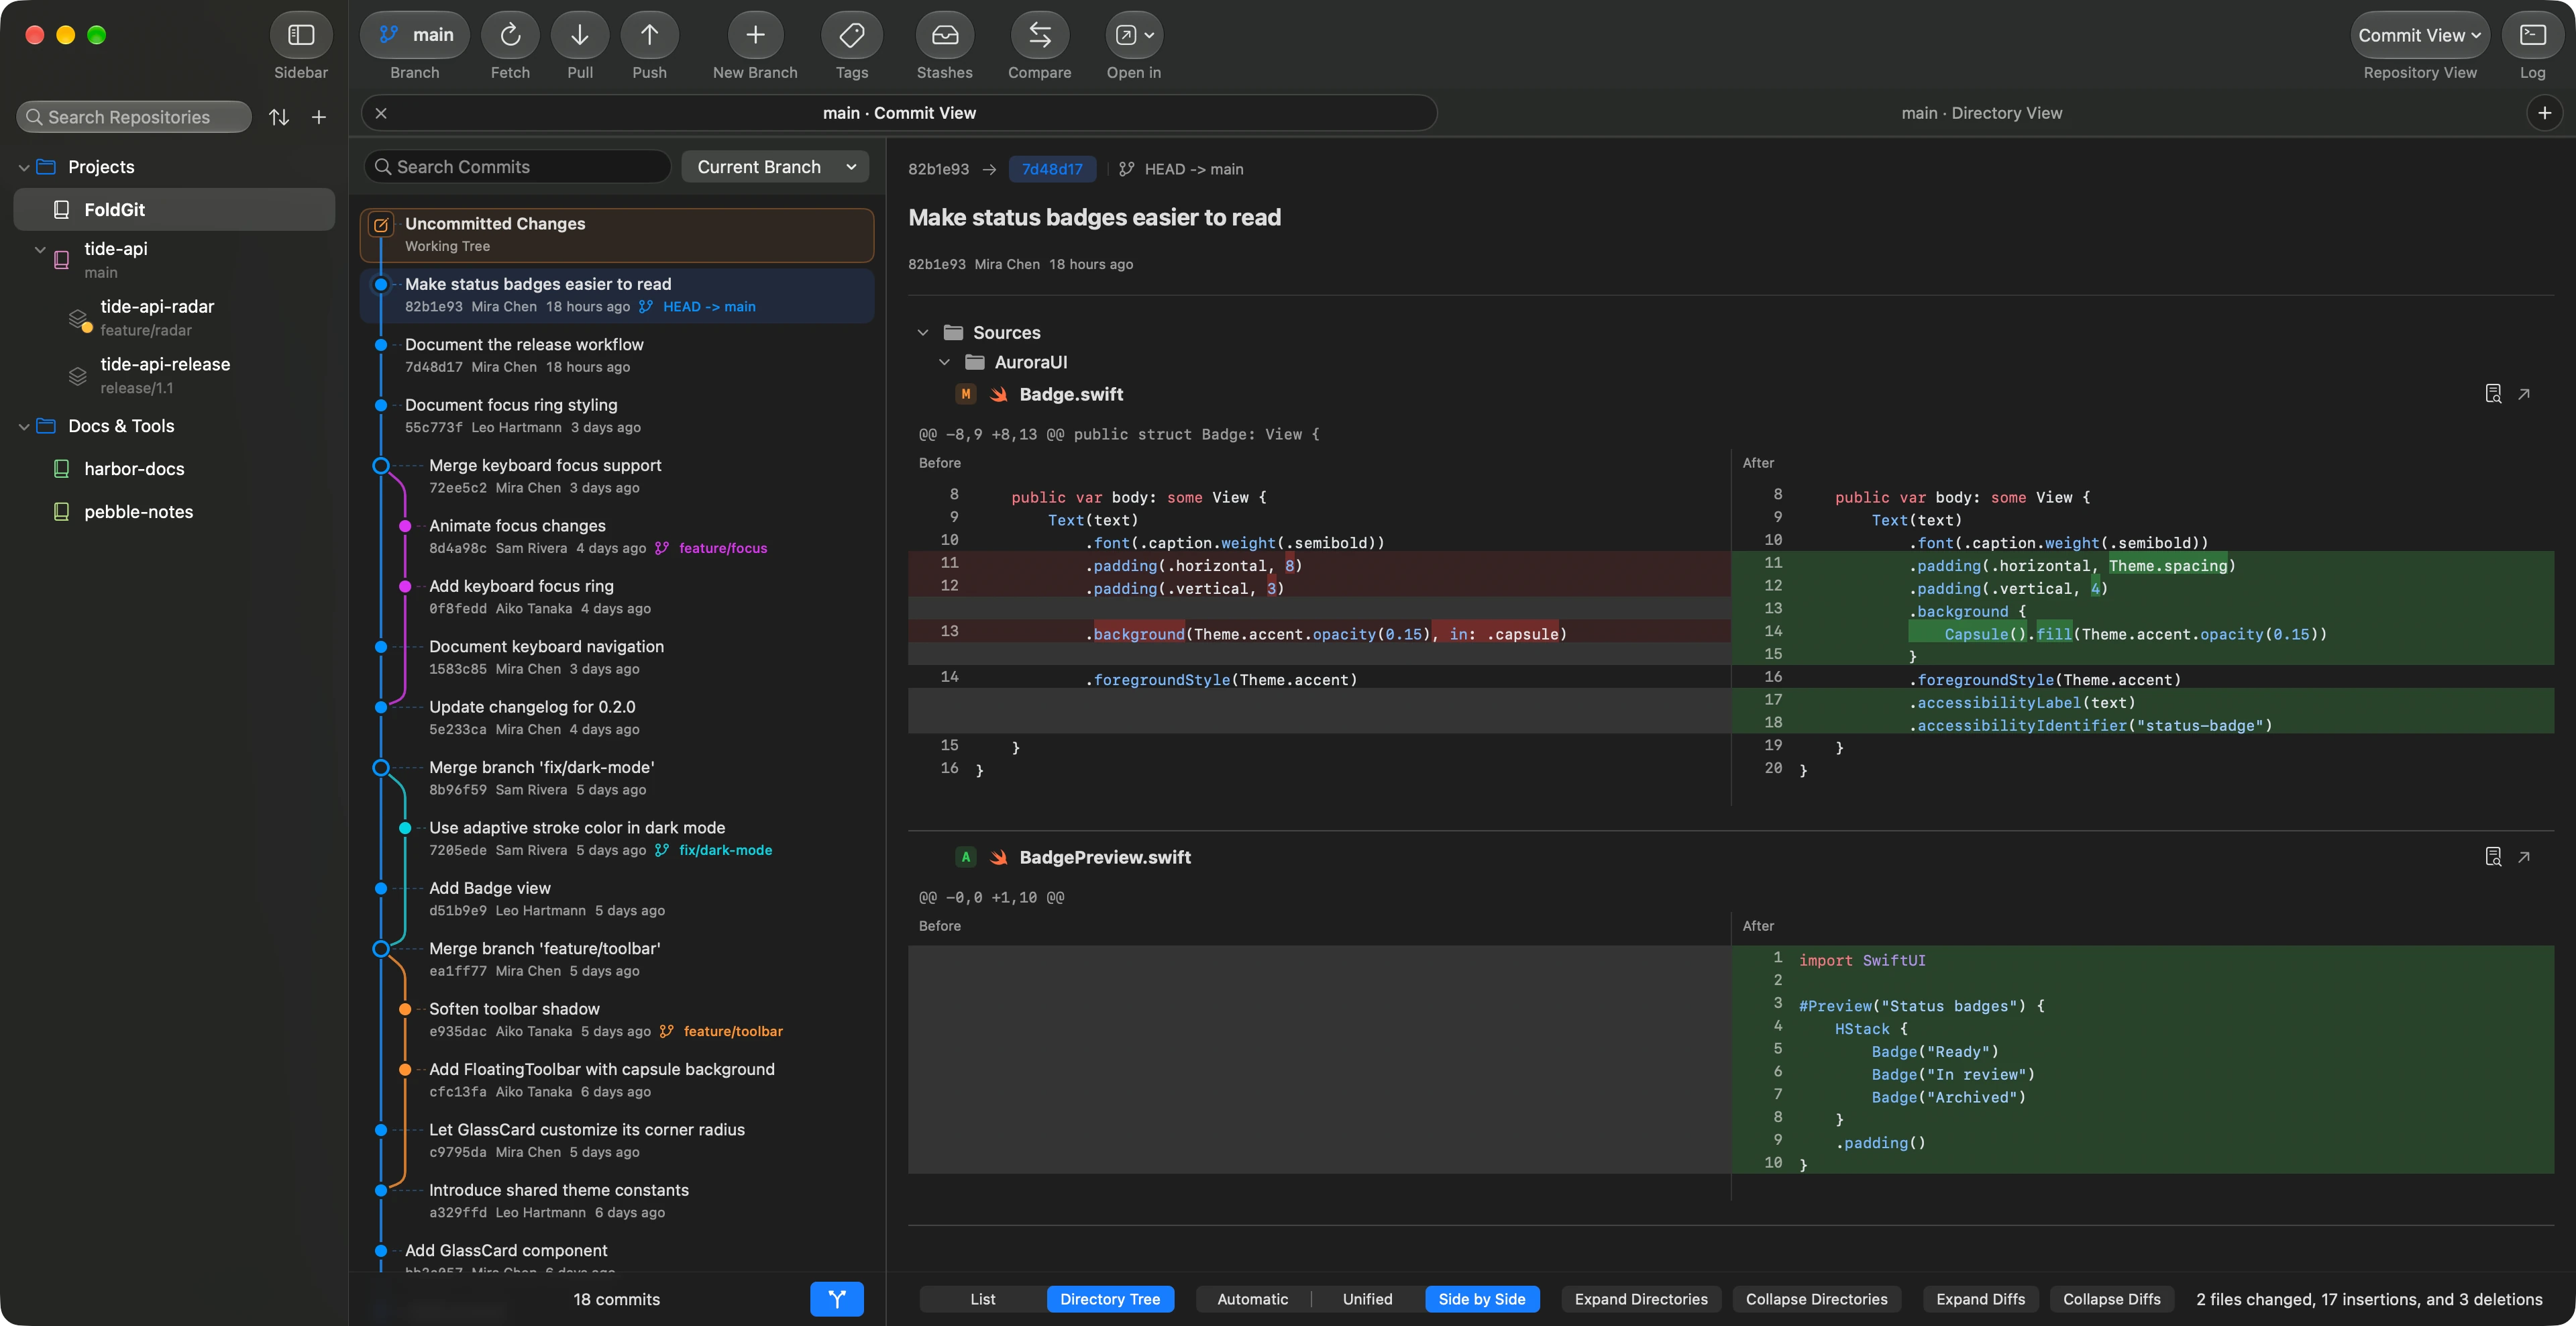 main
Commit View
Sidebar
Branch
Fetch
Pull
Push
New Branch
Tags
Stashes
Compare
Open in
Repository View
Log
Search Repositories
main · Commit View
main · Directory View
Projects
FoldGit
tide-api
main
tide-api-radar
feature/radar
tide-api-release
release/1.1
Docs & Tools
harbor-docs
pebble-notes
Search Commits
Current Branch
Uncommitted Changes
Working Tree
Make status badges easier to read
82b1e93 Mira Chen 18 hours ago HEAD -> main
Document the release workflow
7d48d17 Mira Chen 18 hours ago
Document focus ring styling
55c773f Leo Hartmann 3 days ago
Merge keyboard focus support
72ee5c2 Mira Chen 3 days ago
Animate focus changes
8d4a98c Sam Rivera 4 days ago feature/focus
Add keyboard focus ring
0f8fedd Aiko Tanaka 4 days ago
Document keyboard navigation
1583c85 Mira Chen 3 days ago
Update changelog for 0.2.0
5e233ca Mira Chen 4 days ago
Merge branch 'fix/dark-mode'
8b96f59 Sam Rivera 5 days ago
Use adaptive stroke color in dark mode
7205ede Sam Rivera 5 days ago fix/dark-mode
Add Badge view
d51b9e9 Leo Hartmann 5 days ago
Merge branch 'feature/toolbar'
ea1ff77 Mira Chen 5 days ago
Soften toolbar shadow
e935dac Aiko Tanaka 5 days ago feature/toolbar
Add FloatingToolbar with capsule background
cfc13fa Aiko Tanaka 6 days ago
Let GlassCard customize its corner radius
c9795da Mira Chen 5 days ago
Introduce shared theme constants
a329ffd Leo Hartmann 6 days ago
Add GlassCard component
Mira Chen 6 days ago
18 commits
82b1e93 → 7d48d17 HEAD -> main
Make status badges easier to read
82b1e93 Mira Chen 18 hours ago
Sources
AuroraUI
M Badge.swift
@@ -8,9 +8,13 @@ public struct Badge: View {
Before
8 public var body: some View {
9 Text(text)
10 .font(.caption.weight(.semibold))
11 .padding(.horizontal, 8)
12 .padding(.vertical, 3)
13 .background(Theme.accent.opacity(0.15), in: .capsule)
14 .foregroundStyle(Theme.accent)
15 }
16 }
After
8 public var body: some View {
9 Text(text)
10 .font(.caption.weight(.semibold))
11 .padding(.horizontal, Theme.spacing)
12 .padding(.vertical, 4)
13 .background {
14 Capsule().fill(Theme.accent.opacity(0.15))
15 }
16 .foregroundStyle(Theme.accent)
17 .accessibilityLabel(text)
18 .accessibilityIdentifier("status-badge")
19 }
20 }
A BadgePreview.swift
@@ -0,0 +1,10 @@
Before
After
1 import SwiftUI
2
3 #Preview("Status badges") {
4 HStack {
5 Badge("Ready")
6 Badge("In review")
7 Badge("Archived")
8 }
9 .padding()
10 }
List
Directory Tree
Automatic
Unified
Side by Side
Expand Directories
Collapse Directories
Expand Diffs
Collapse Diffs
2 files changed, 17 insertions, and 3 deletions